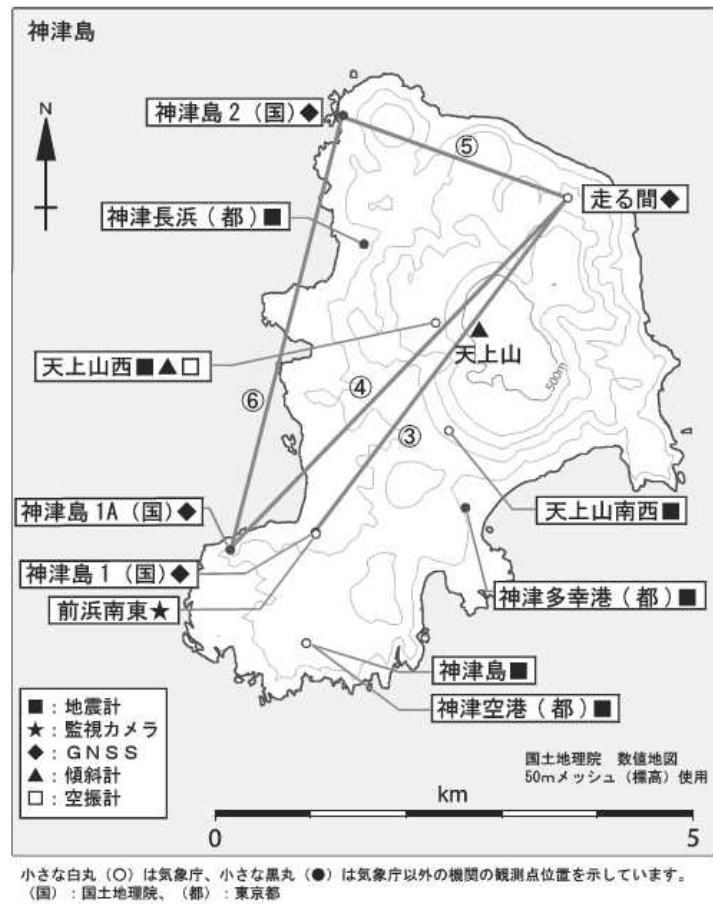 神津島
N
神津島2（国）◆
⑤
走る間◆
神津長浜（都）■
天上山
500m
天上山西■▲□
④
⑥
③
神津島1A（国）◆
天上山南西■
神津島1（国）◆
前浜南東★
神津多幸港（都）■
神津島■
神津空港（都）■
■：地震計
★：監視カメラ
◆：GNSS
▲：傾斜計
□：空振計
国土地理院　数値地図
50mメッシュ（標高）使用
km
0 5
小さな白丸（○）は気象庁、小さな黒丸（●）は気象庁以外の機関の観測点位置を示しています。
（国）：国土地理院、（都）：東京都